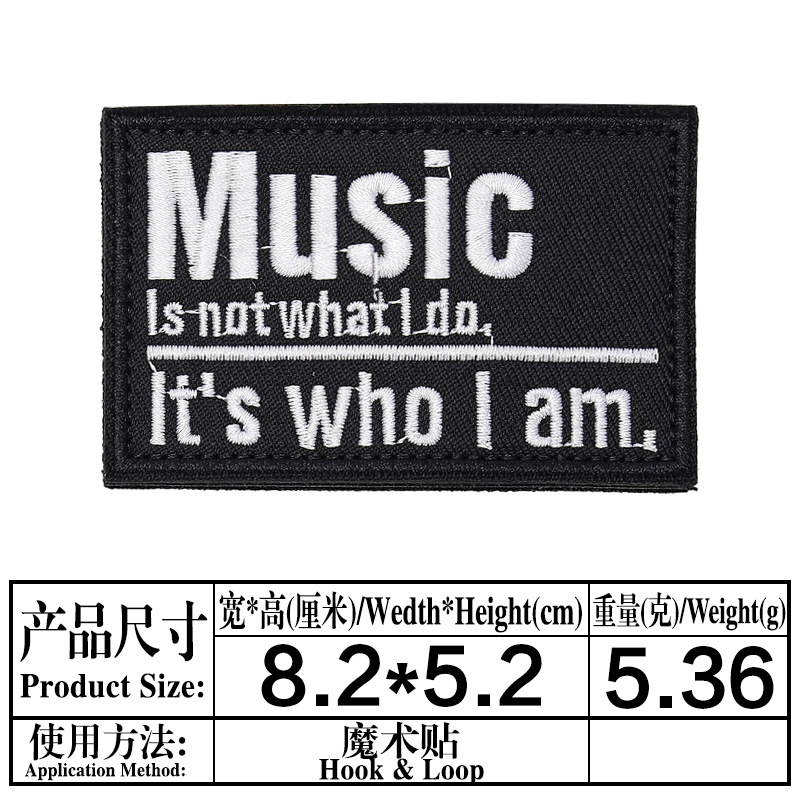 Music
Is not what I do,
It's who I am.
产品尺寸
Product Size:
宽*高(厘米)/Wedth*Height(cm)
重量(克)/Weight(g)
8.2*5.2
5.36
使用方法:
Application Method:
魔术贴
Hook & Loop